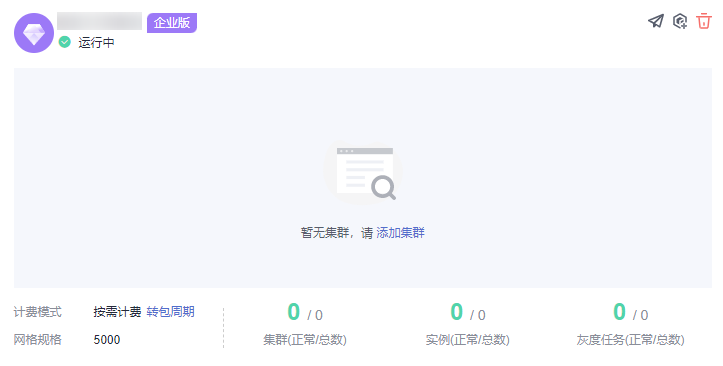 企业版
运行中
暂无集群，请 添加集群
计费模式 按需计费 转包周期
网格规格 5000
0 / 0
集群(正常/总数)
0 / 0
实例(正常/总数)
0 / 0
灰度任务(正常/总数)